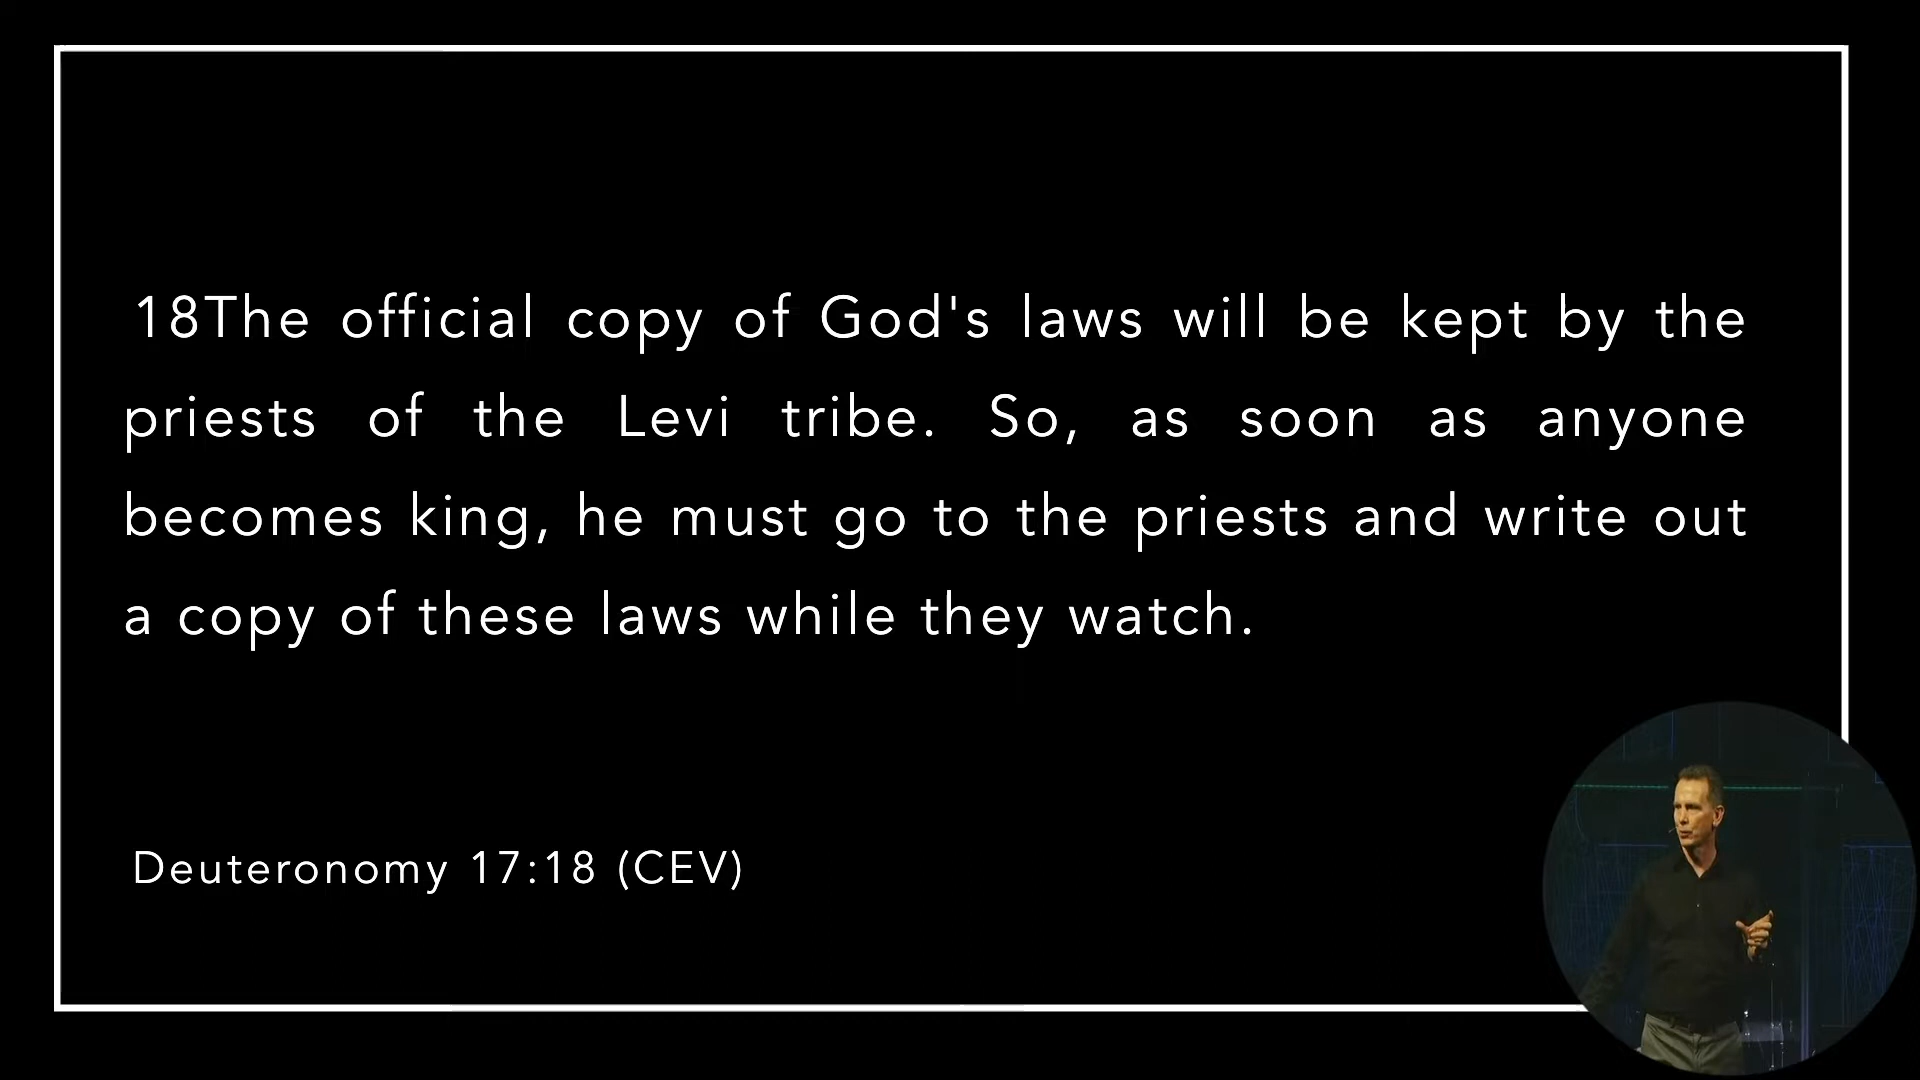 18The official copy of God's laws will be kept by the
priests of the Levi tribe. So, as soon as anyone
becomes king, he must go to the priests and write out
a copy of these laws while they watch.
Deuteronomy 17:18 (CEV)